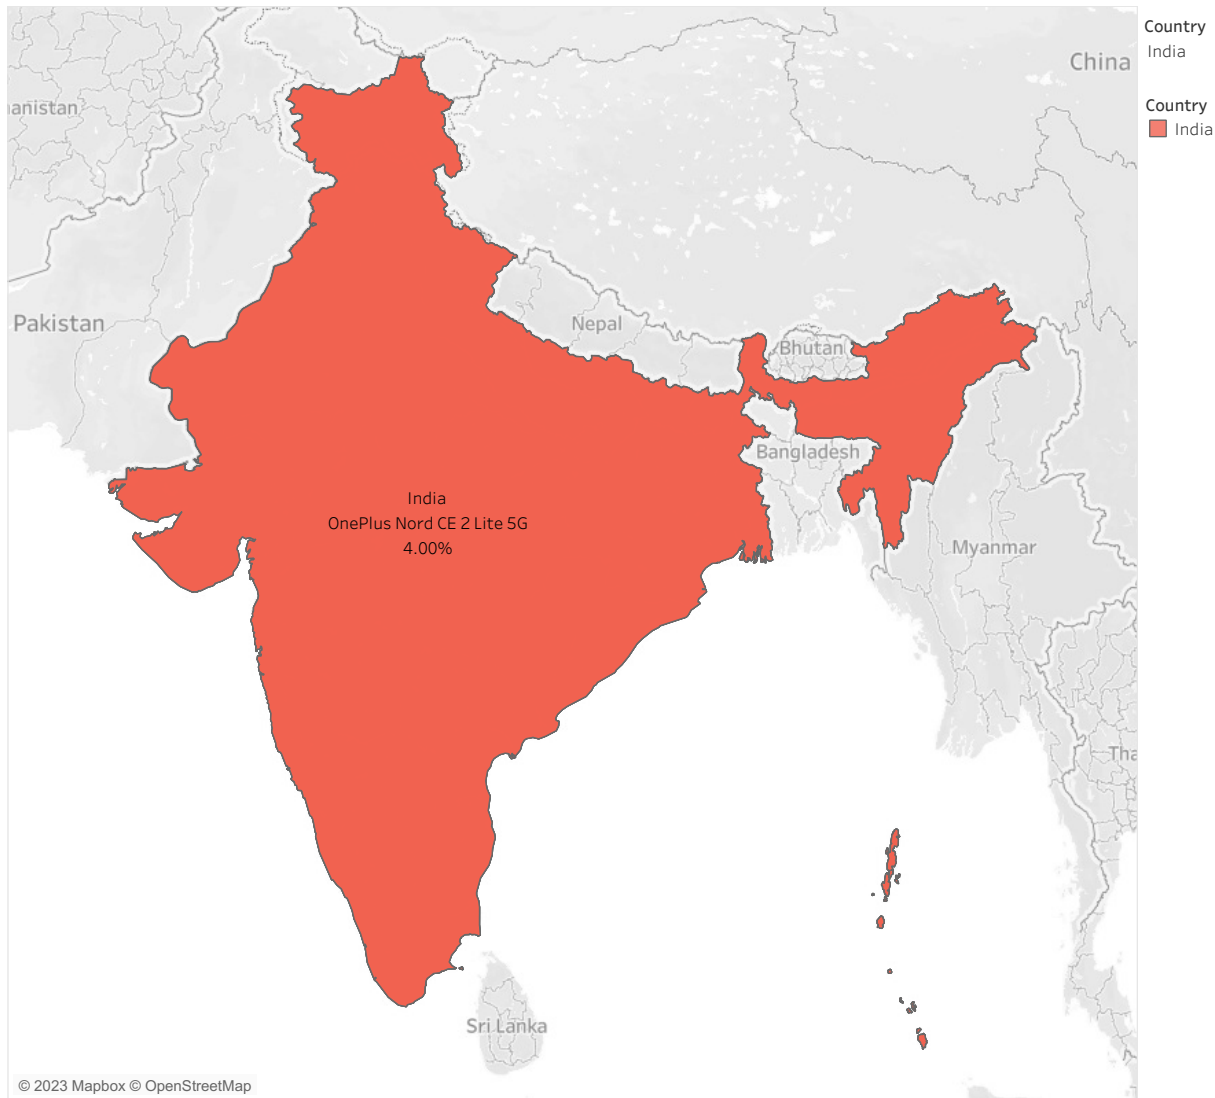 Country
India
China
anistan
Country
India
Pakistan
Nepal
Bhutan
Bangladesh
India
OnePlus Nord CE 2 Lite 5G
4.00%
Myanmar
Tha
Sri Lanka
© 2023 Mapbox © OpenStreetMap